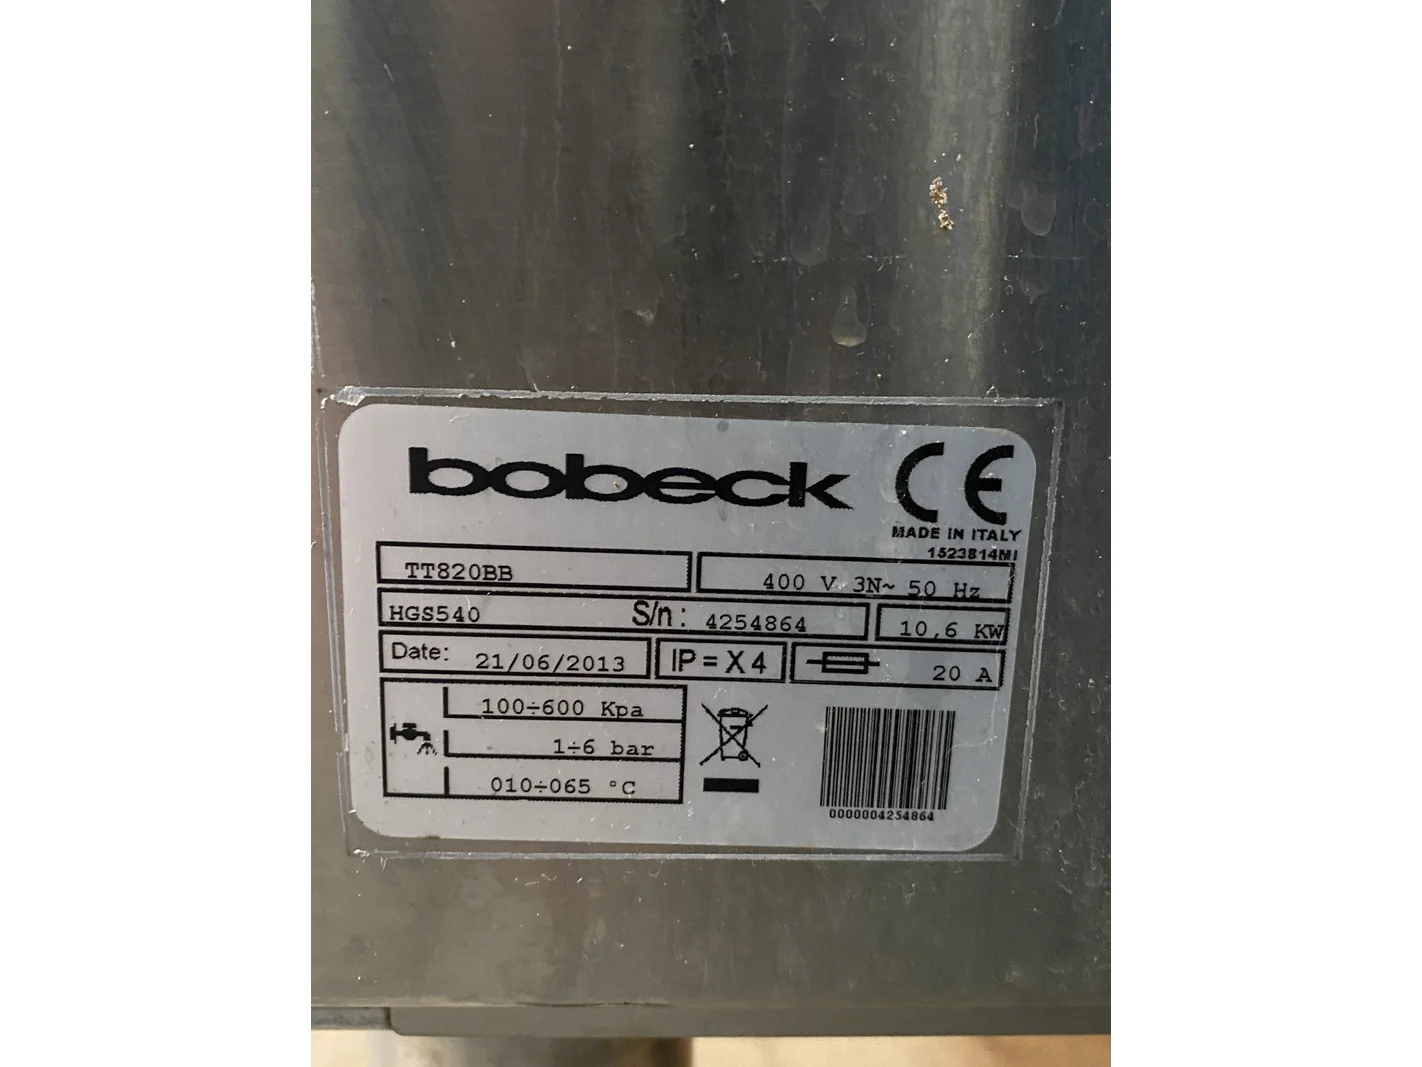 bobeck CE
MADE IN ITALY
1523814MI
TT820BB 400 V 3N~ 50 Hz
HGS540 S/n: 4254864 10,6 KW
Date: 21/06/2013 IP=X4 20 A
100÷600 Kpa
1÷6 bar
010÷065 °C
0000004254864